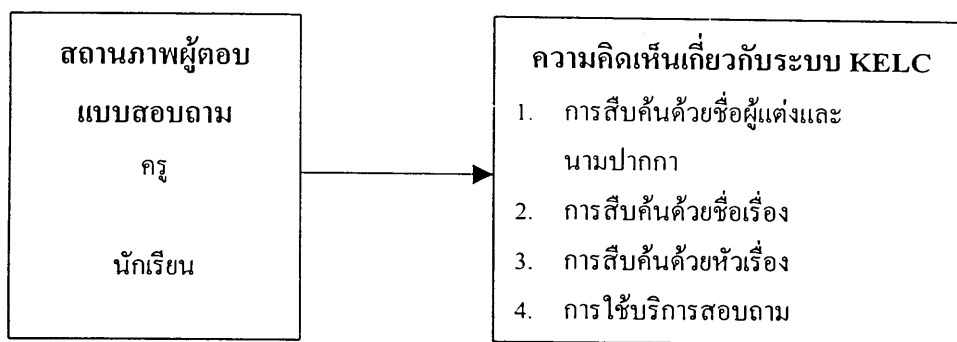 สถานภาพผู้ตอบ
แบบสอบถาม
ครู
นักเรียน
ความคิดเห็นเกี่ยวกับระบบ KELC
1. การสืบค้นด้วยชื่อผู้แต่งและ
นามปากกา
2. การสืบค้นด้วยชื่อเรื่อง
3. การสืบค้นด้วยหัวเรื่อง
4. การใช้บริการสอบถาม